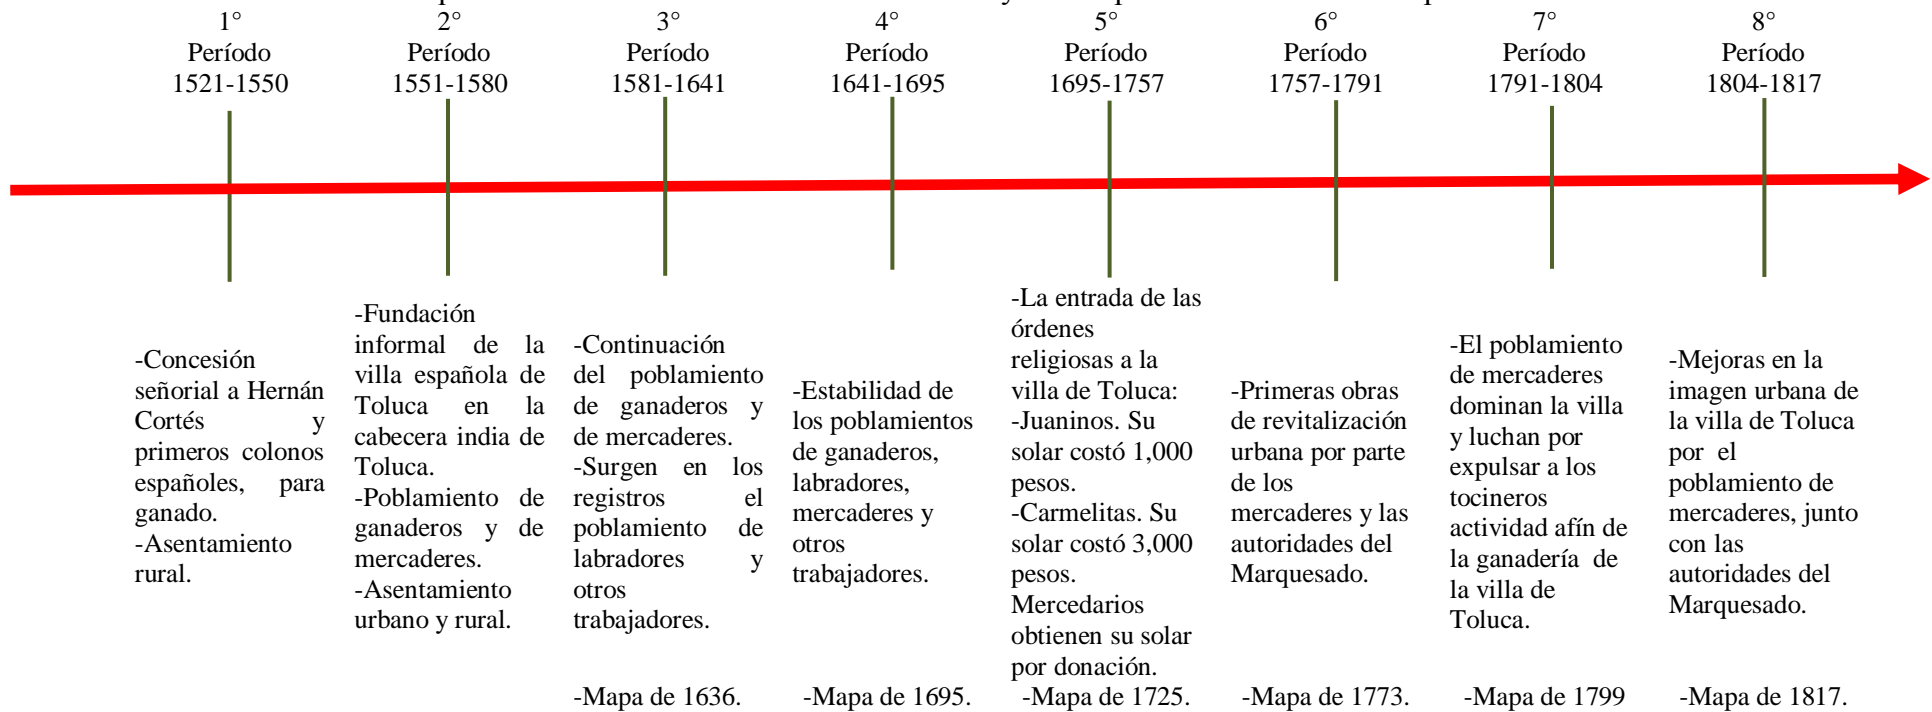 1°
Período
1521-1550
2°
Período
1551-1580
3°
Período
1581-1641
4°
Período
1641-1695
5°
Período
1695-1757
6°
Período
1757-1791
7°
Período
1791-1804
8°
Período
1804-1817
-Concesión
señorial a Hernán
Cortés y
primeros colonos
españoles, para
ganado.
-Asentamiento
rural.
-Fundación
informal de la
villa española de
Toluca en la
cabecera india de
Toluca.
-Poblamiento de
ganaderos y de
mercaderes.
-Asentamiento
urbano y rural.
-Continuación
del poblamiento
de ganaderos y
de mercaderes.
-Surgen en los
registros el
poblamiento de
labradores y
otros
trabajadores.
-Mapa de 1636.
-Estabilidad de
los poblamientos
de ganaderos,
labradores,
mercaderes y
otros
trabajadores.
-Mapa de 1695.
-La entrada de las
órdenes
religiosas a la
villa de Toluca:
-Juaninos. Su
solar costó 1,000
pesos.
-Carmelitas. Su
solar costó 3,000
pesos.
Mercedarios
obtienen su solar
por donación.
-Mapa de 1725.
-Primeras obras
de revitalización
urbana por parte
de los
mercaderes y las
autoridades del
Marquesado.
-Mapa de 1773.
-El poblamiento
de mercaderes
dominan la villa
y luchan por
expulsar a los
tocineros
actividad afín de
la ganadería de
la villa de
Toluca.
-Mapa de 1799
-Mejoras en la
imagen urbana de
la villa de Toluca
por el
poblamiento de
mercaderes, junto
con las
autoridades del
Marquesado.
-Mapa de 1817.